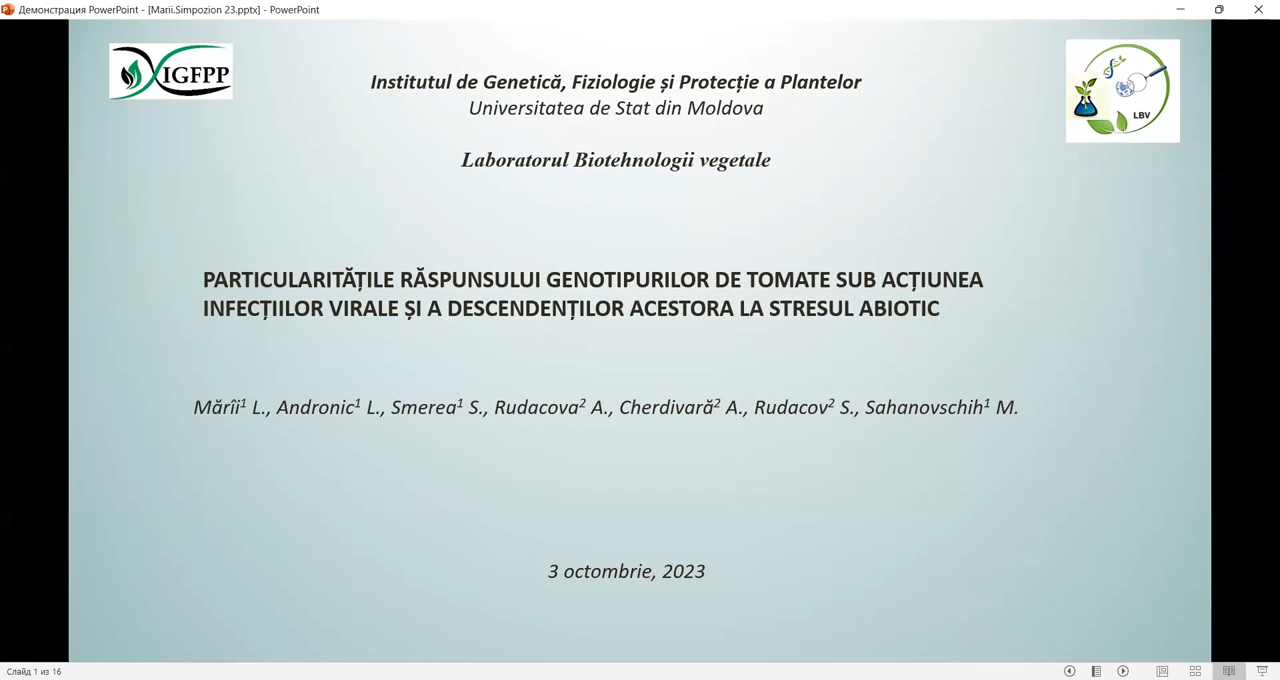 Демонстрация PowerPoint - [Marii.Simpozion 23.pptx] - PowerPoint
IGFPP
Institutul de Genetică, Fiziologie și Protecție a Plantelor
Universitatea de Stat din Moldova
LBV
Laboratorul Biotehnologii vegetale
PARTICULARITĂȚILE RĂSPUNSULUI GENOTIPURILOR DE TOMATE SUB ACȚIUNEA
INFECȚIILOR VIRALE ȘI A DESCENDENȚILOR ACESTORA LA STRESUL ABIOTIC
Mărîi¹ L., Andronic¹ L., Smerea¹ S., Rudacova² A., Cherdivară² A., Rudacov² S., Sahanovschih¹ M.
3 octombrie, 2023
Слайд 1 из 16